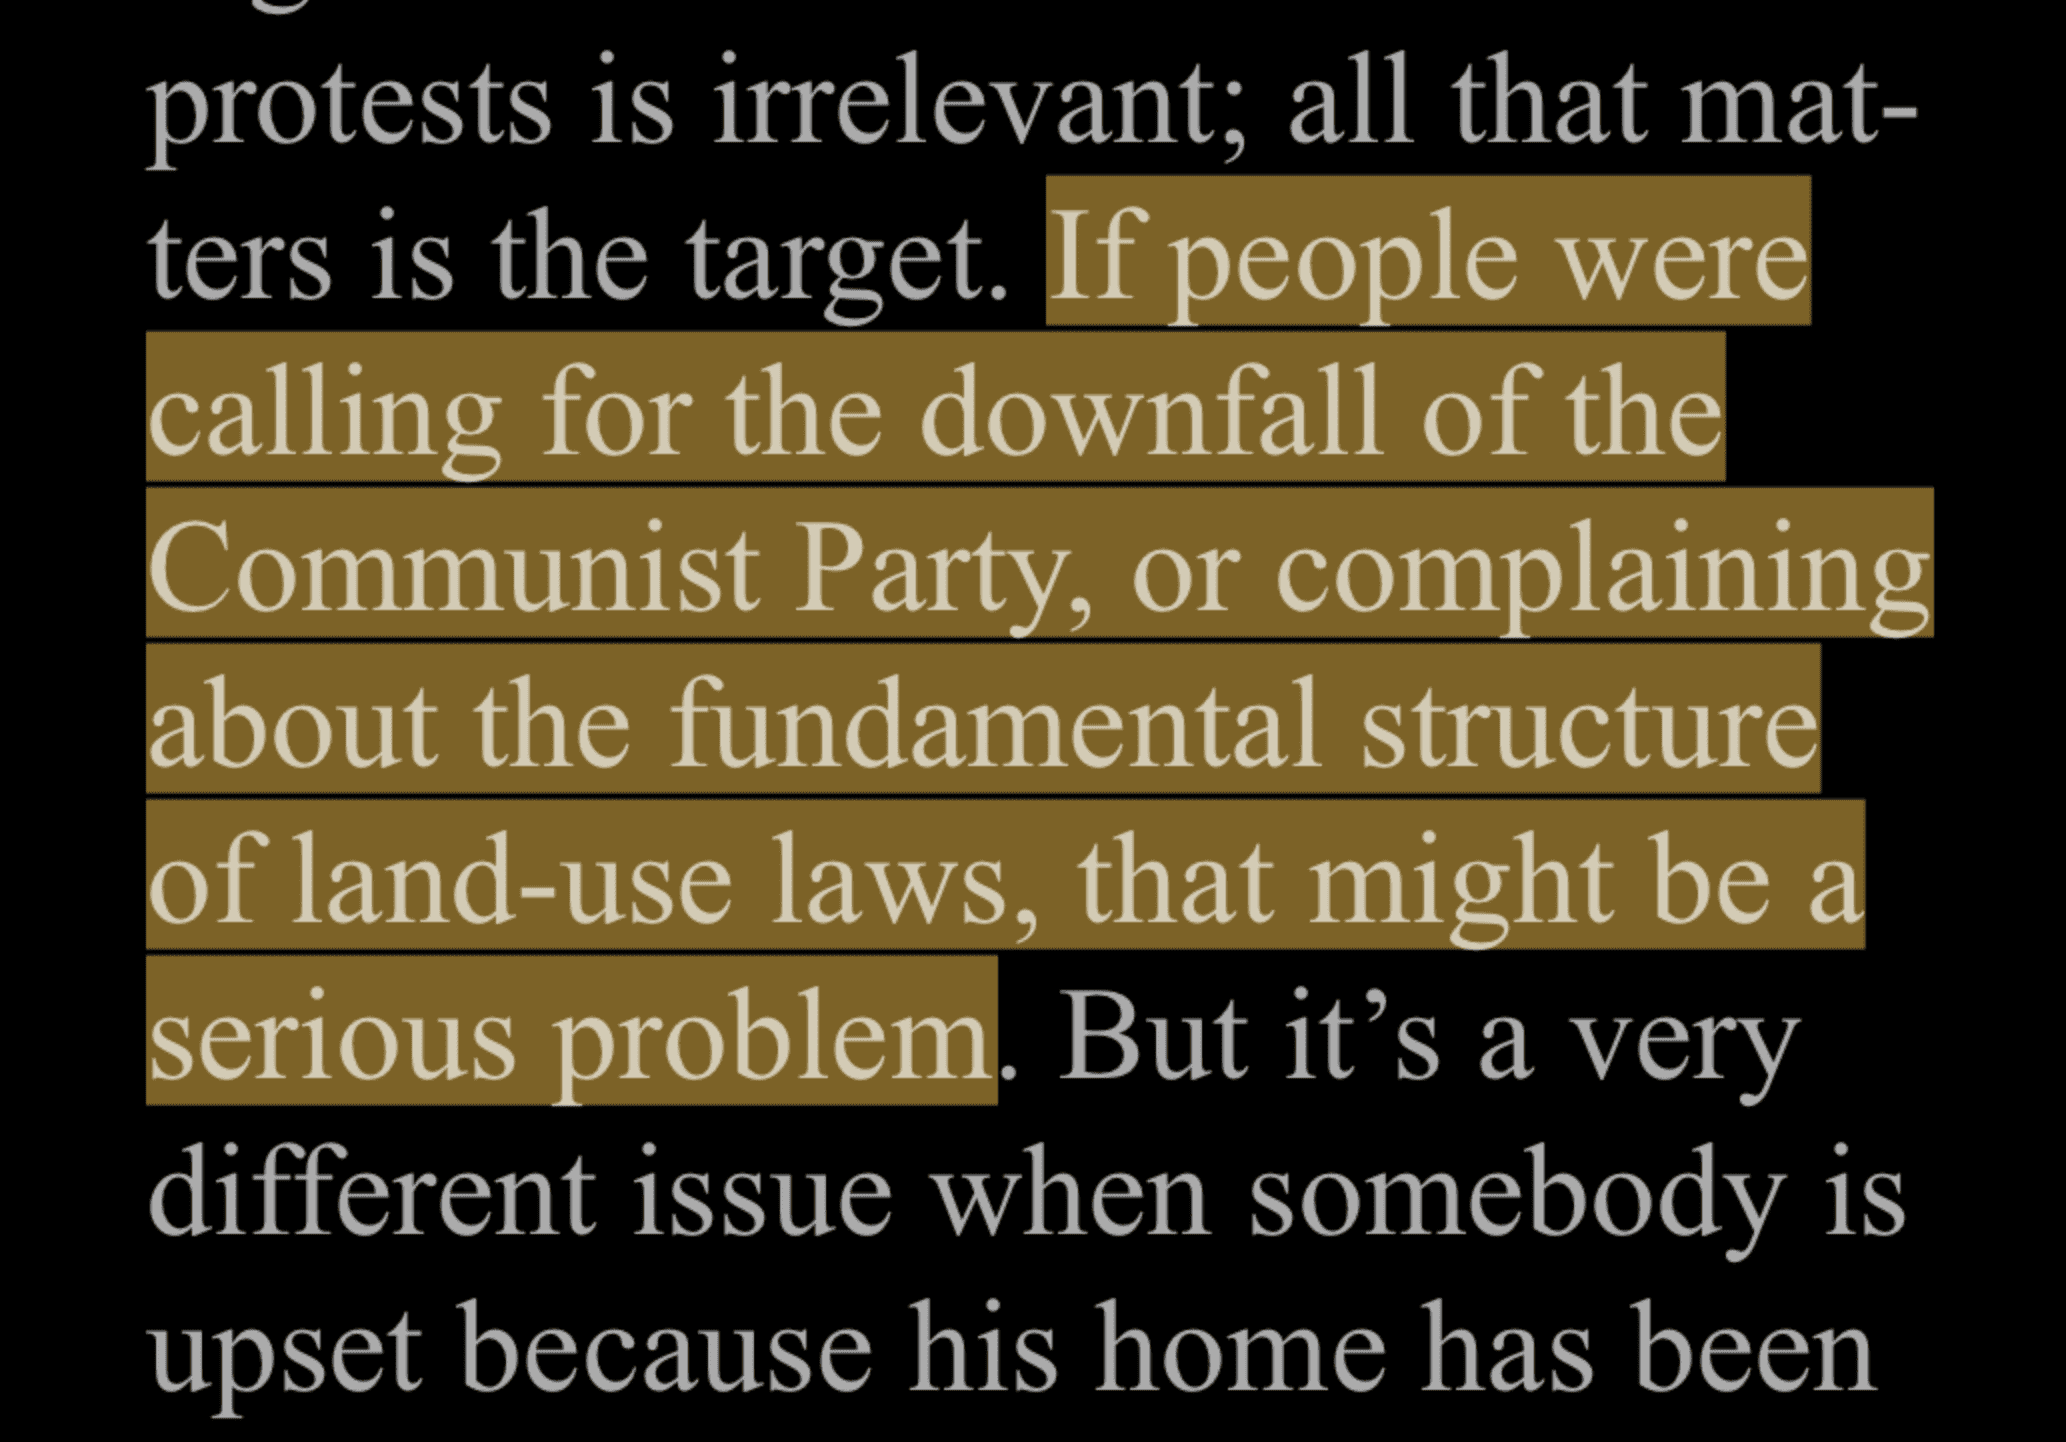 protests is irrelevant; all that mat-
ters is the target. If people were
calling for the downfall of the
Communist Party, or complaining
about the fundamental structure
of land-use laws, that might be a
serious problem. But it’s a very
different issue when somebody is
upset because his home has been